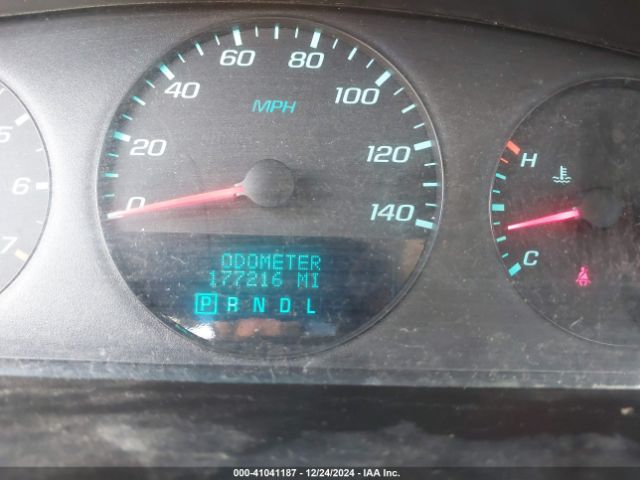 60 80
40 100
MPH
20 120
0 140
5
6
7
H
C
ODOMETER
177216 MI
P R N D L
000-41041187 - 12/24/2024 - IAA Inc.